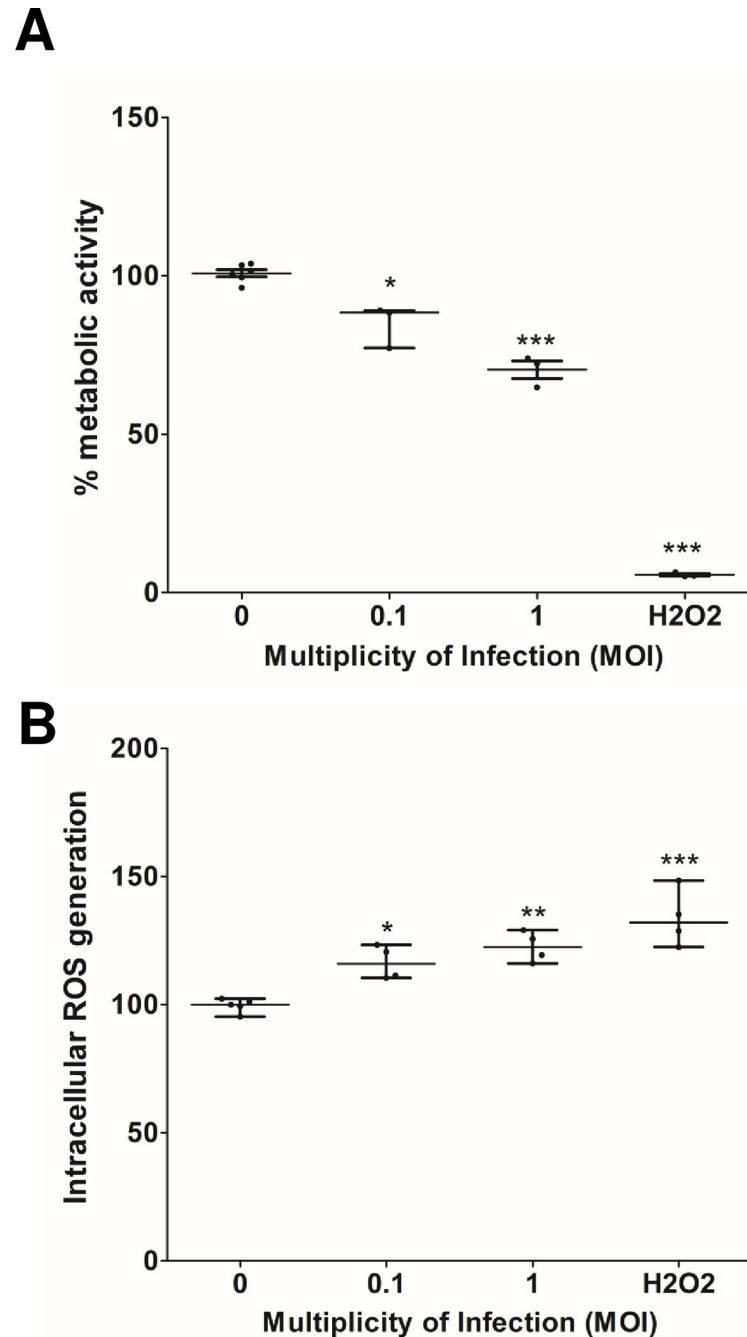 A
150
100
50
0
% metabolic activity
*
***
***
0 0.1 1 H2O2
Multiplicity of Infection (MOI)
B
200
150
100
50
0
Intracellular ROS generation
*
**
***
0 0.1 1 H2O2
Multiplicity of Infection (MOI)